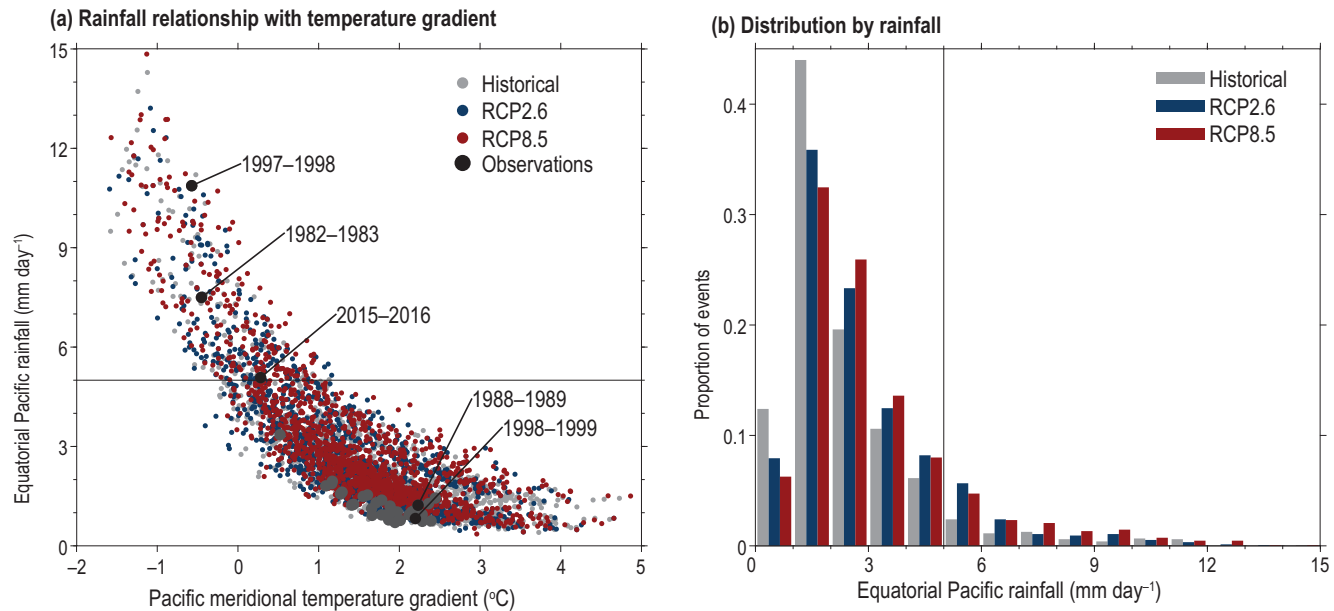 (a) Rainfall relationship with temperature gradient
15
12
9
6
3
0
Equatorial Pacific rainfall (mm day⁻¹)
Historical
RCP2.6
RCP8.5
Observations
1997–1998
1982–1983
2015–2016
1988–1989
1998–1999
–2 –1 0 1 2 3 4 5
Pacific meridional temperature gradient (°C)
(b) Distribution by rainfall
0.4
0.3
0.2
0.1
0
Proportion of events
Historical
RCP2.6
RCP8.5
0 3 6 9 12 15
Equatorial Pacific rainfall (mm day⁻¹)